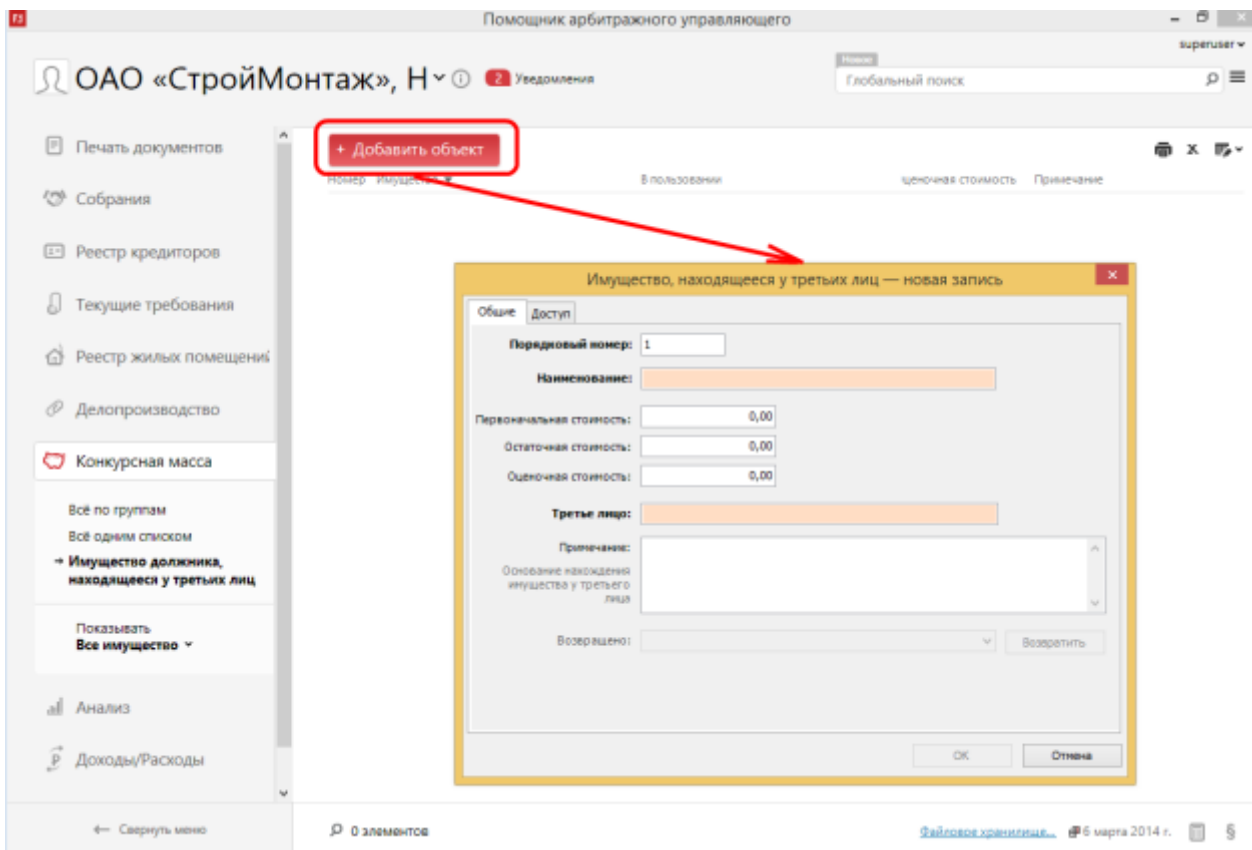 Помощник арбитражного управляющего
superuser
ОАО «СтройМонтаж», Н
2 Уведомления
Новое
Глобальный поиск
Печать документов
Собрания
Реестр кредиторов
Текущие требования
Реестр жилых помещений
Делопроизводство
Конкурсная масса
Всё по группам
Всё одним списком
→ Имущество должника,
находящееся у третьих лиц
Показывать
Все имущество
Анализ
Доходы/Расходы
← Свернуть меню
+ Добавить объект
Номер Имущество В пользовании ценочная стоимость Примечание
Имущество, находящееся у третьих лиц — новая запись
Общие Доступ
Порядковый номер: 1
Наименование:
Первоначальная стоимость: 0,00
Остаточная стоимость: 0,00
Оценочная стоимость: 0,00
Третье лицо:
Примечание:
Основание нахождения
имущества у третьего
лица
Возвращено: Возвратить
OK Отмена
0 элементов
Файловое хранилище... 6 марта 2014 г. §